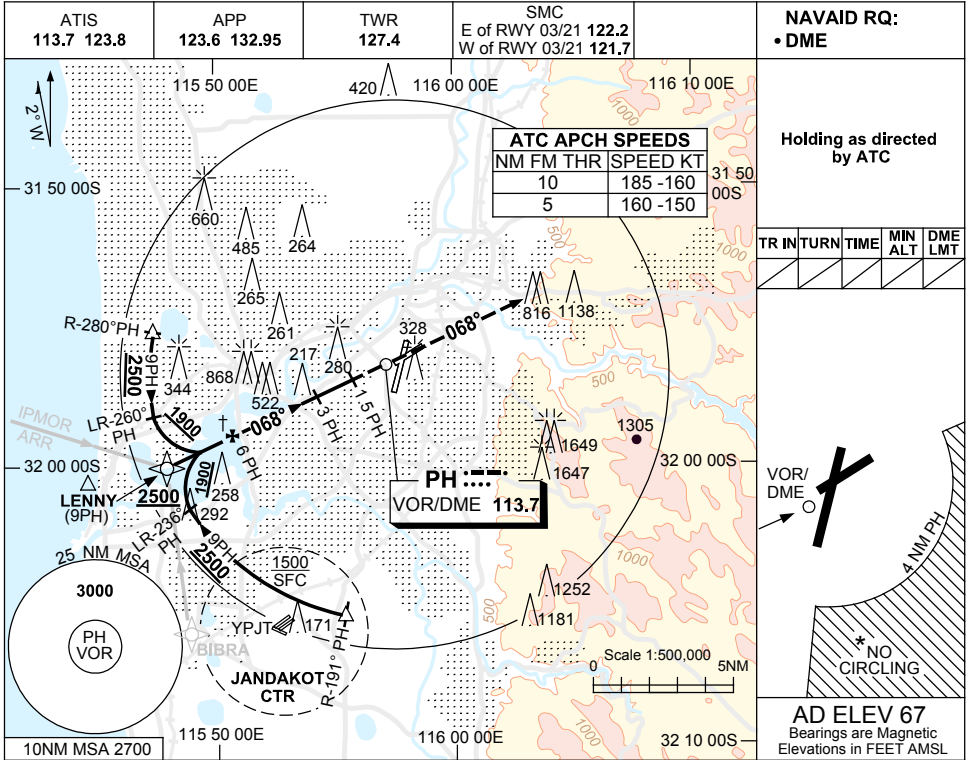 ATIS
113.7 123.8
APP
123.6 132.95
TWR
127.4
SMC
E of RWY 03/21 122.2
W of RWY 03/21 121.7
NAVAID RQ:
• DME
Holding as directed
by ATC
TR IN
TURN
TIME
MIN
ALT
DME
LMT
2° W
115 50 00E
420
116 00 00E
116 10 00E
1000
ATC APCH SPEEDS
NM FM THR
SPEED KT
10
185 -160
5
160 -150
31 50 00S
31 50
00S
660
485
264
500
1000
265
261
816
1138
R-280°PH
9PH
2500
344
868
522
217
280
328
068°
500
1.5 PH
3 PH
LR-260°
PH
1900
068°
6 PH
IPMOR
ARR
1305
1649
1647
32 00 00S
32 00 00S
LENNY
(9PH)
2500
1900
258
292
PH
VOR/DME 113.7
LR-236°
PH
9PH
2500
25 NM MSA
3000
PH
VOR
1500
SFC
1000
1252
1181
500
YPJT
171
BIBRA
JANDAKOT
CTR
R-191° PH
Scale 1:500,000
0
5NM
1000
10NM MSA 2700
115 50 00E
116 00 00E
32 10 00S
VOR/
DME
4 NM PH
* NO
CIRCLING
AD ELEV 67
Bearings are Magnetic
Elevations in FEET AMSL